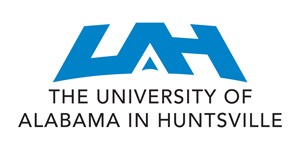 UAH
THE UNIVERSITY OF
ALABAMA IN HUNTSVILLE